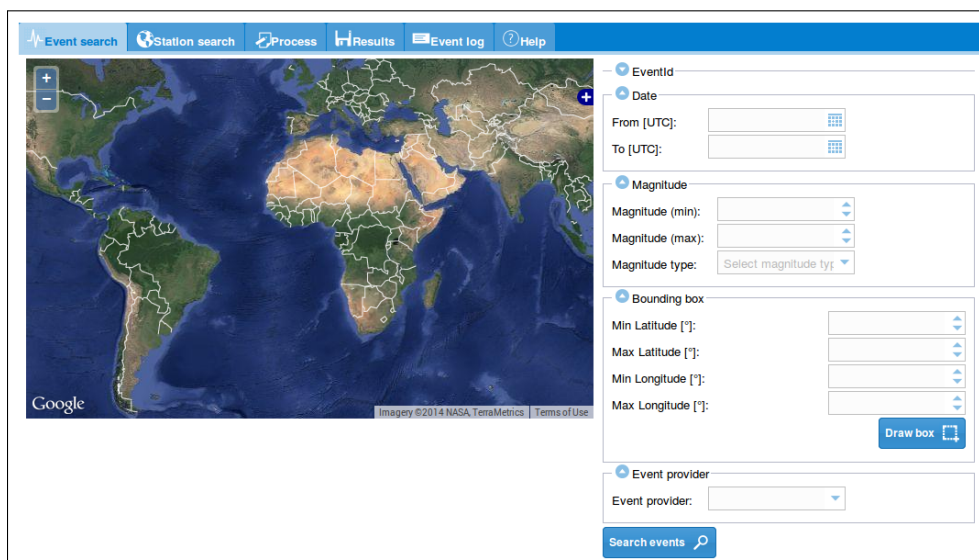 Event search
Station search
Process
Results
Event log
Help
+
−
Google
Imagery ©2014 NASA, TerraMetrics
Terms of Use
EventId
Date
From [UTC]:
To [UTC]:
Magnitude
Magnitude (min):
Magnitude (max):
Magnitude type:
Select magnitude typ
Bounding box
Min Latitude [°]:
Max Latitude [°]:
Min Longitude [°]:
Max Longitude [°]:
Draw box
Event provider
Event provider:
Search events